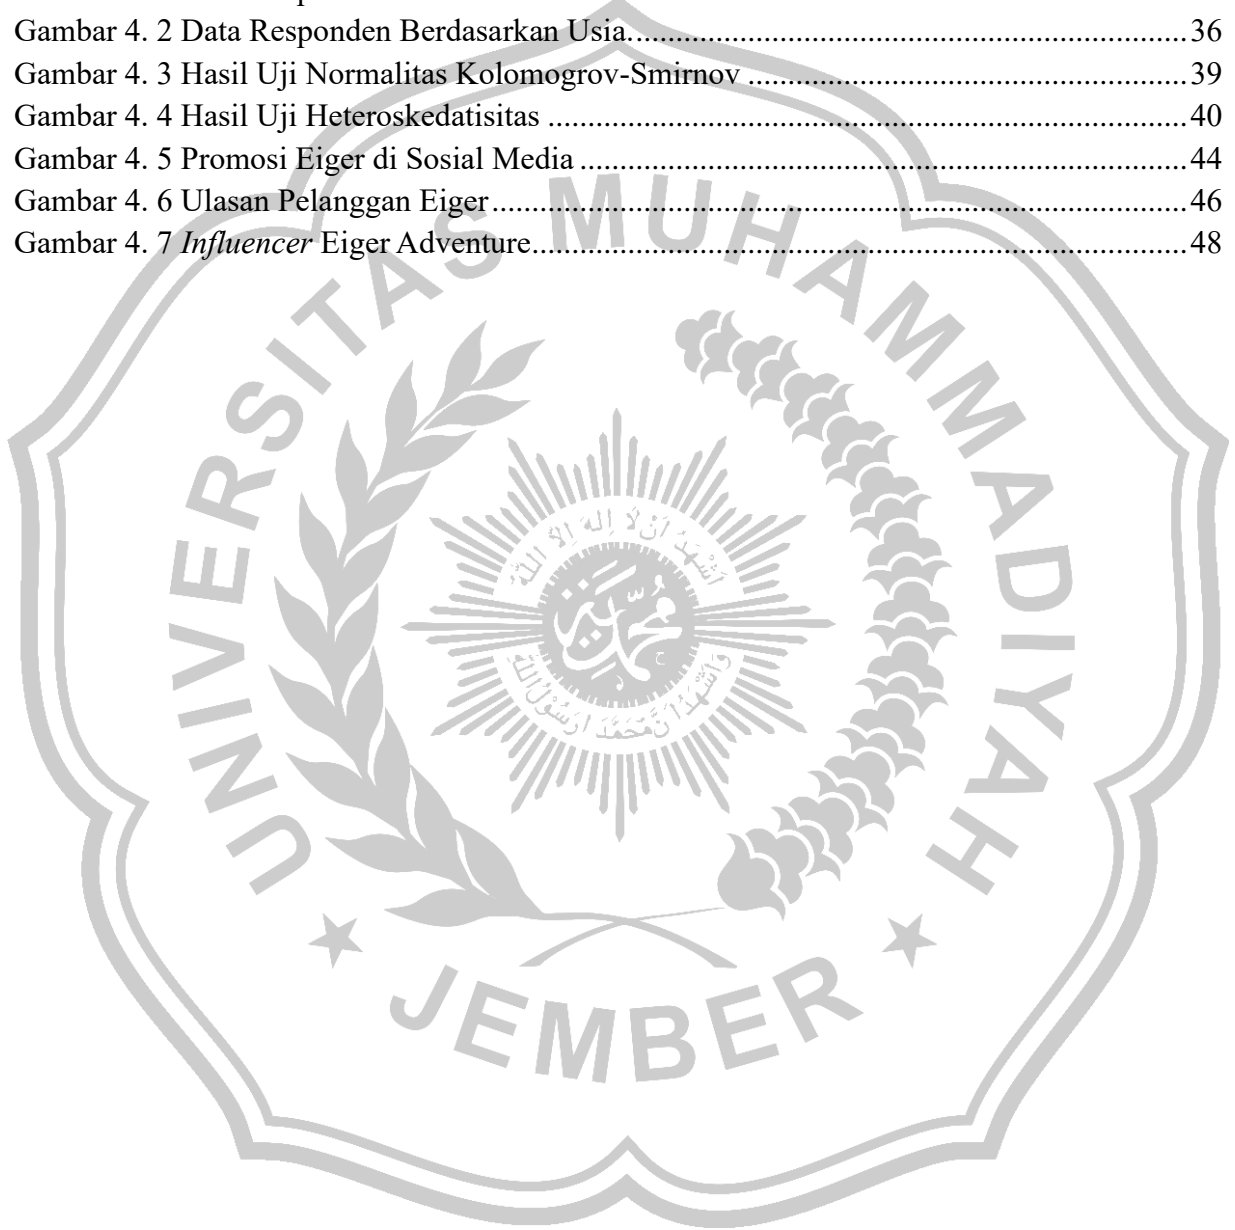 Gambar 4. 2 Data Responden Berdasarkan Usia.......36
Gambar 4. 3 Hasil Uji Normalitas Kolomogrov-Smirnov.......39
Gambar 4. 4 Hasil Uji Heteroskedatisitas.......40
Gambar 4. 5 Promosi Eiger di Sosial Media.......44
Gambar 4. 6 Ulasan Pelanggan Eiger.......46
Gambar 4. 7 Influencer Eiger Adventure.......48
UNIVERSITAS MUHAMMADIYAH
JEMBER